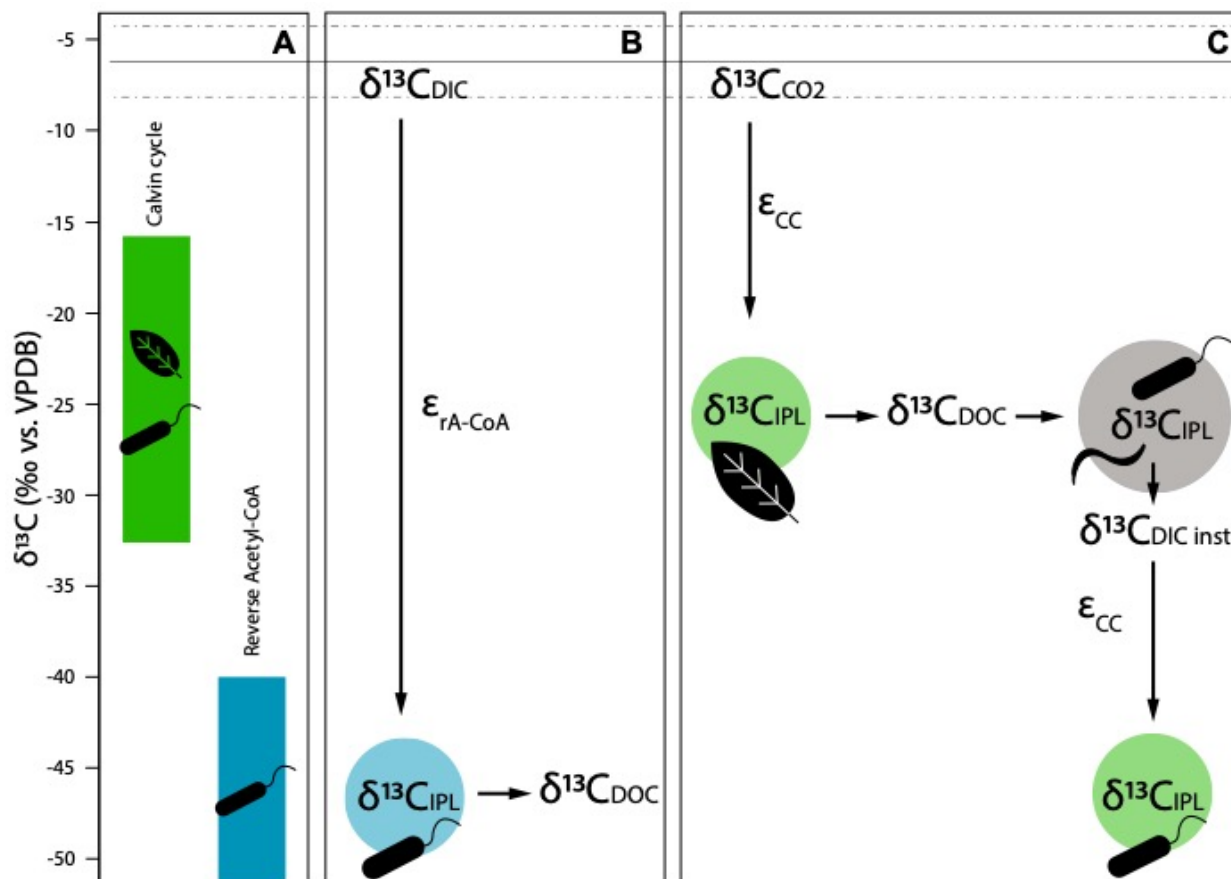 A
B
C
δ¹³C (‰ vs. VPDB)
-5
-10
-15
-20
-25
-30
-35
-40
-45
-50
Calvin cycle
Reverse Acetyl-CoA
δ¹³CDIC
εrA-CoA
δ¹³CIPL
δ¹³CDOC
δ¹³CCO2
εCC
δ¹³CIPL
δ¹³CDOC
δ¹³CIPL
δ¹³CDIC inst
εCC
δ¹³CIPL